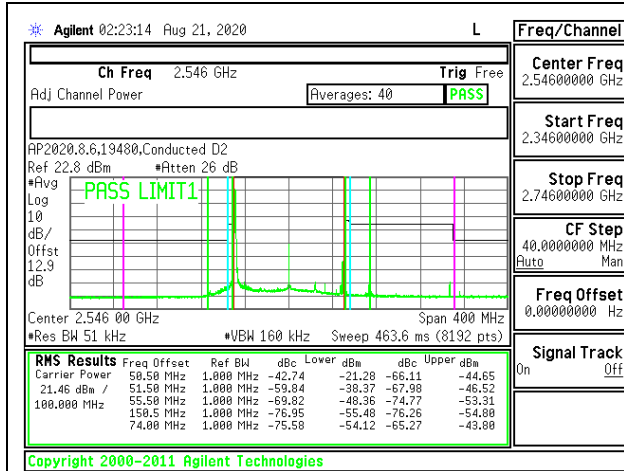 Agilent 02:23:14 Aug 21, 2020 L
Ch Freq 2.546 GHz Trig Free
Adj Channel Power Averages: 40 PASS
AP2020.8.6,19480,Conducted D2
Ref 22.8 dBm #Atten 26 dB
#Avg
Log
10
dB/
Offst
12.9
dB
PASS LIMIT1
Center 2.546 00 GHz Span 400 MHz
#Res BW 51 kHz #VBW 160 kHz Sweep 463.6 ms (8192 pts)
RMS Results Freq Offset Ref BW dBc Lower dBm dBc Upper dBm
Carrier Power 50.50 MHz 1.000 MHz -42.74 -21.28 -66.11 -44.65
21.46 dBm / 51.50 MHz 1.000 MHz -59.84 -38.37 -67.98 -46.52
100.000 MHz 55.50 MHz 1.000 MHz -69.82 -48.36 -74.77 -53.31
150.5 MHz 1.000 MHz -76.95 -55.48 -76.26 -54.80
74.00 MHz 1.000 MHz -75.58 -54.12 -65.27 -43.80
Copyright 2000-2011 Agilent Technologies
Freq/Channel
Center Freq
2.54600000 GHz
Start Freq
2.34600000 GHz
Stop Freq
2.74600000 GHz
CF Step
40.0000000 MHz
Auto Man
Freq Offset
0.00000000 Hz
Signal Track
On Off